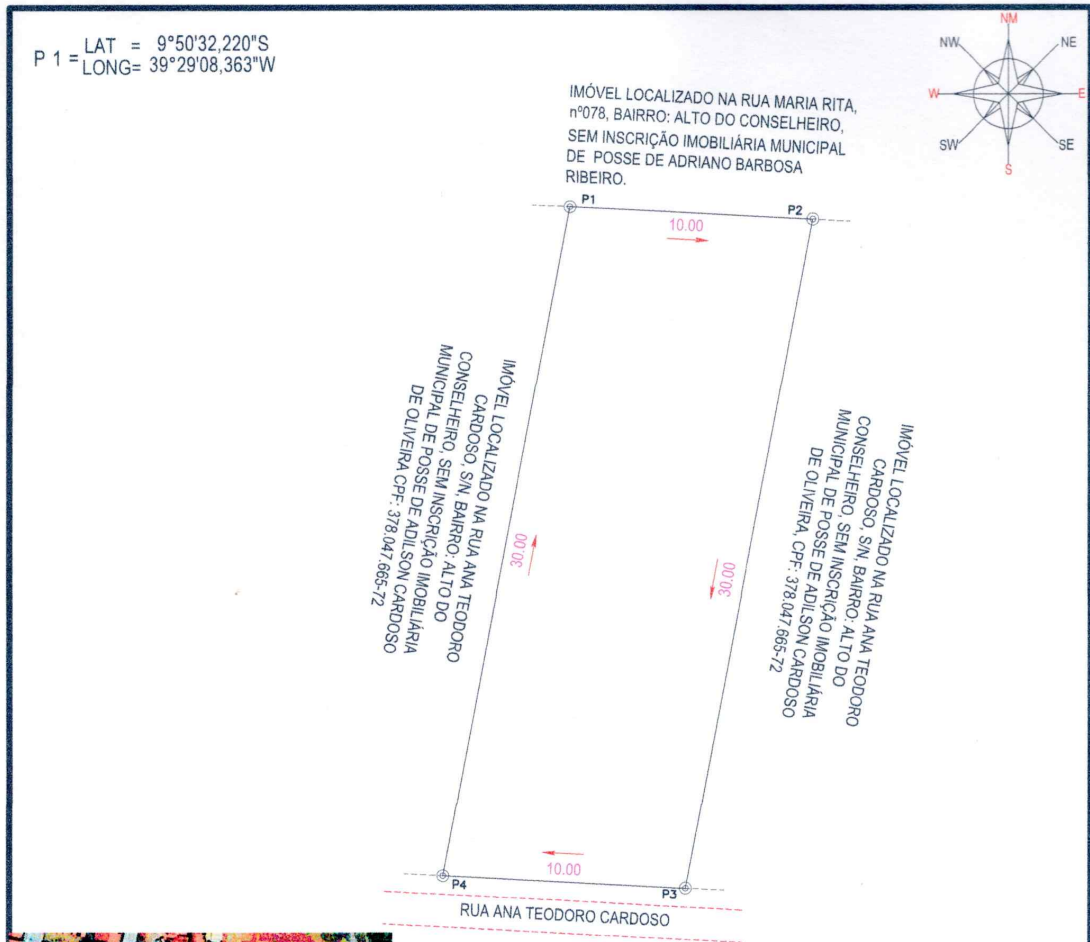 P 1 = LAT = 9°50'32,220"S
LONG= 39°29'08,363"W
NM
NW
NE
W
E
SW
SE
S
IMÓVEL LOCALIZADO NA RUA MARIA RITA,
nº078, BAIRRO: ALTO DO CONSELHEIRO,
SEM INSCRIÇÃO IMOBILIÁRIA MUNICIPAL
DE POSSE DE ADRIANO BARBOSA
RIBEIRO.
P1
P2
10.00
IMÓVEL LOCALIZADO NA RUA ANA TEODORO
CARDOSO, S/N, BAIRRO: ALTO DO
CONSELHEIRO, SEM INSCRIÇÃO IMOBILIÁRIA
MUNICIPAL DE POSSE DE ADILSON CARDOSO
DE OLIVEIRA CPF: 378.047.665-72
30.00
30.00
IMÓVEL LOCALIZADO NA RUA ANA TEODORO
CARDOSO, S/N, BAIRRO: ALTO DO
CONSELHEIRO, SEM INSCRIÇÃO IMOBILIÁRIA
MUNICIPAL DE POSSE DE ADILSON CARDOSO
DE OLIVEIRA, CPF: 378.047.665-72
10.00
P4
P3
RUA ANA TEODORO CARDOSO